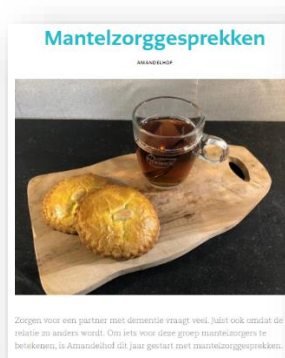 Mantelzorggesprekken
AMANDELHOF
Zorgen voor een partner met dementie vraagt veel. Juist ook omdat de
relatie zo anders wordt. Om iets voor deze groep mantelzorgers te
betekenen, is Amandelhof dit jaar gestart met mantelzorggesprekken.